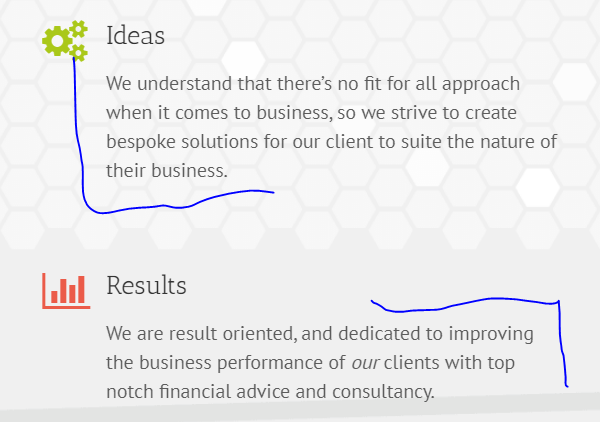 Ideas
We understand that there's no fit for all approach
when it comes to business, so we strive to create
bespoke solutions for our client to suite the nature of
their business.
Results
We are result oriented, and dedicated to improving
the business performance of our clients with top
notch financial advice and consultancy.